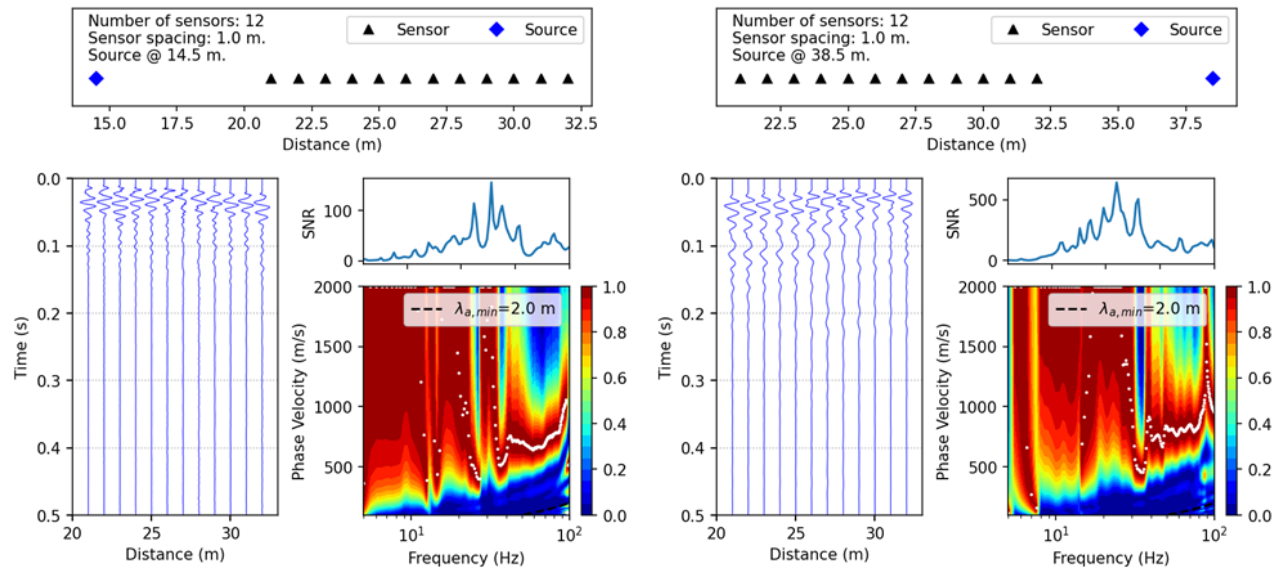 Number of sensors: 12
Sensor spacing: 1.0 m.
Source @ 14.5 m.
Sensor
Source
15.0 17.5 20.0 22.5 25.0 27.5 30.0 32.5
Distance (m)
Number of sensors: 12
Sensor spacing: 1.0 m.
Source @ 38.5 m.
Sensor
Source
22.5 25.0 27.5 30.0 32.5 35.0 37.5
Distance (m)
0.0
0.1
0.2
0.3
0.4
0.5
Time (s)
20 25 30
Distance (m)
100
0
SNR
2000
1500
1000
500
Phase Velocity (m/s)
λa,min=2.0 m
10¹ 10²
Frequency (Hz)
1.0
0.8
0.6
0.4
0.2
0.0
0.0
0.1
0.2
0.3
0.4
0.5
Time (s)
20 25 30
Distance (m)
500
0
SNR
2000
1500
1000
500
Phase Velocity (m/s)
λa,min=2.0 m
10¹ 10²
Frequency (Hz)
1.0
0.8
0.6
0.4
0.2
0.0